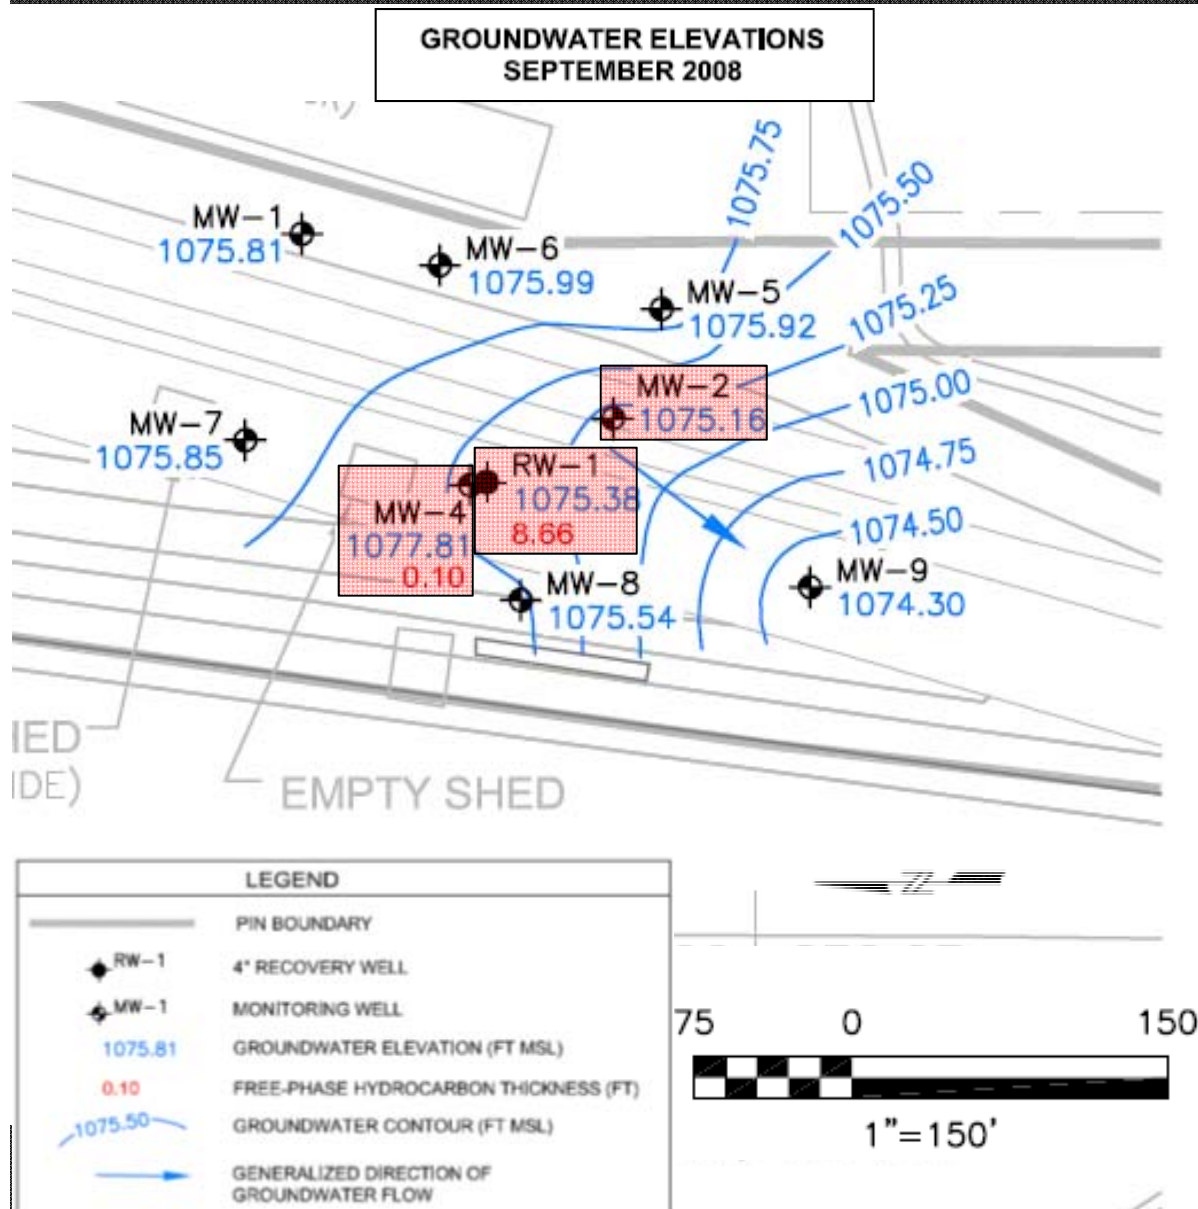 GROUNDWATER ELEVATIONS
SEPTEMBER 2008
1075.75
1075.50
MW-1
1075.81
MW-6
1075.99
MW-5
1075.92
1075.25
MW-2
1075.16
1075.00
MW-7
1075.85
RW-1
1075.38
8.66
1074.75
MW-4
1077.81
0.10
1074.50
MW-8
1075.54
MW-9
1074.30
IDE)
EMPTY SHED
LEGEND
PIN BOUNDARY
RW-1 4" RECOVERY WELL
MW-1 MONITORING WELL
1075.81 GROUNDWATER ELEVATION (FT MSL)
0.10 FREE-PHASE HYDROCARBON THICKNESS (FT)
1075.50 GROUNDWATER CONTOUR (FT MSL)
GENERALIZED DIRECTION OF
GROUNDWATER FLOW
Z
75 0 150
1"=150'